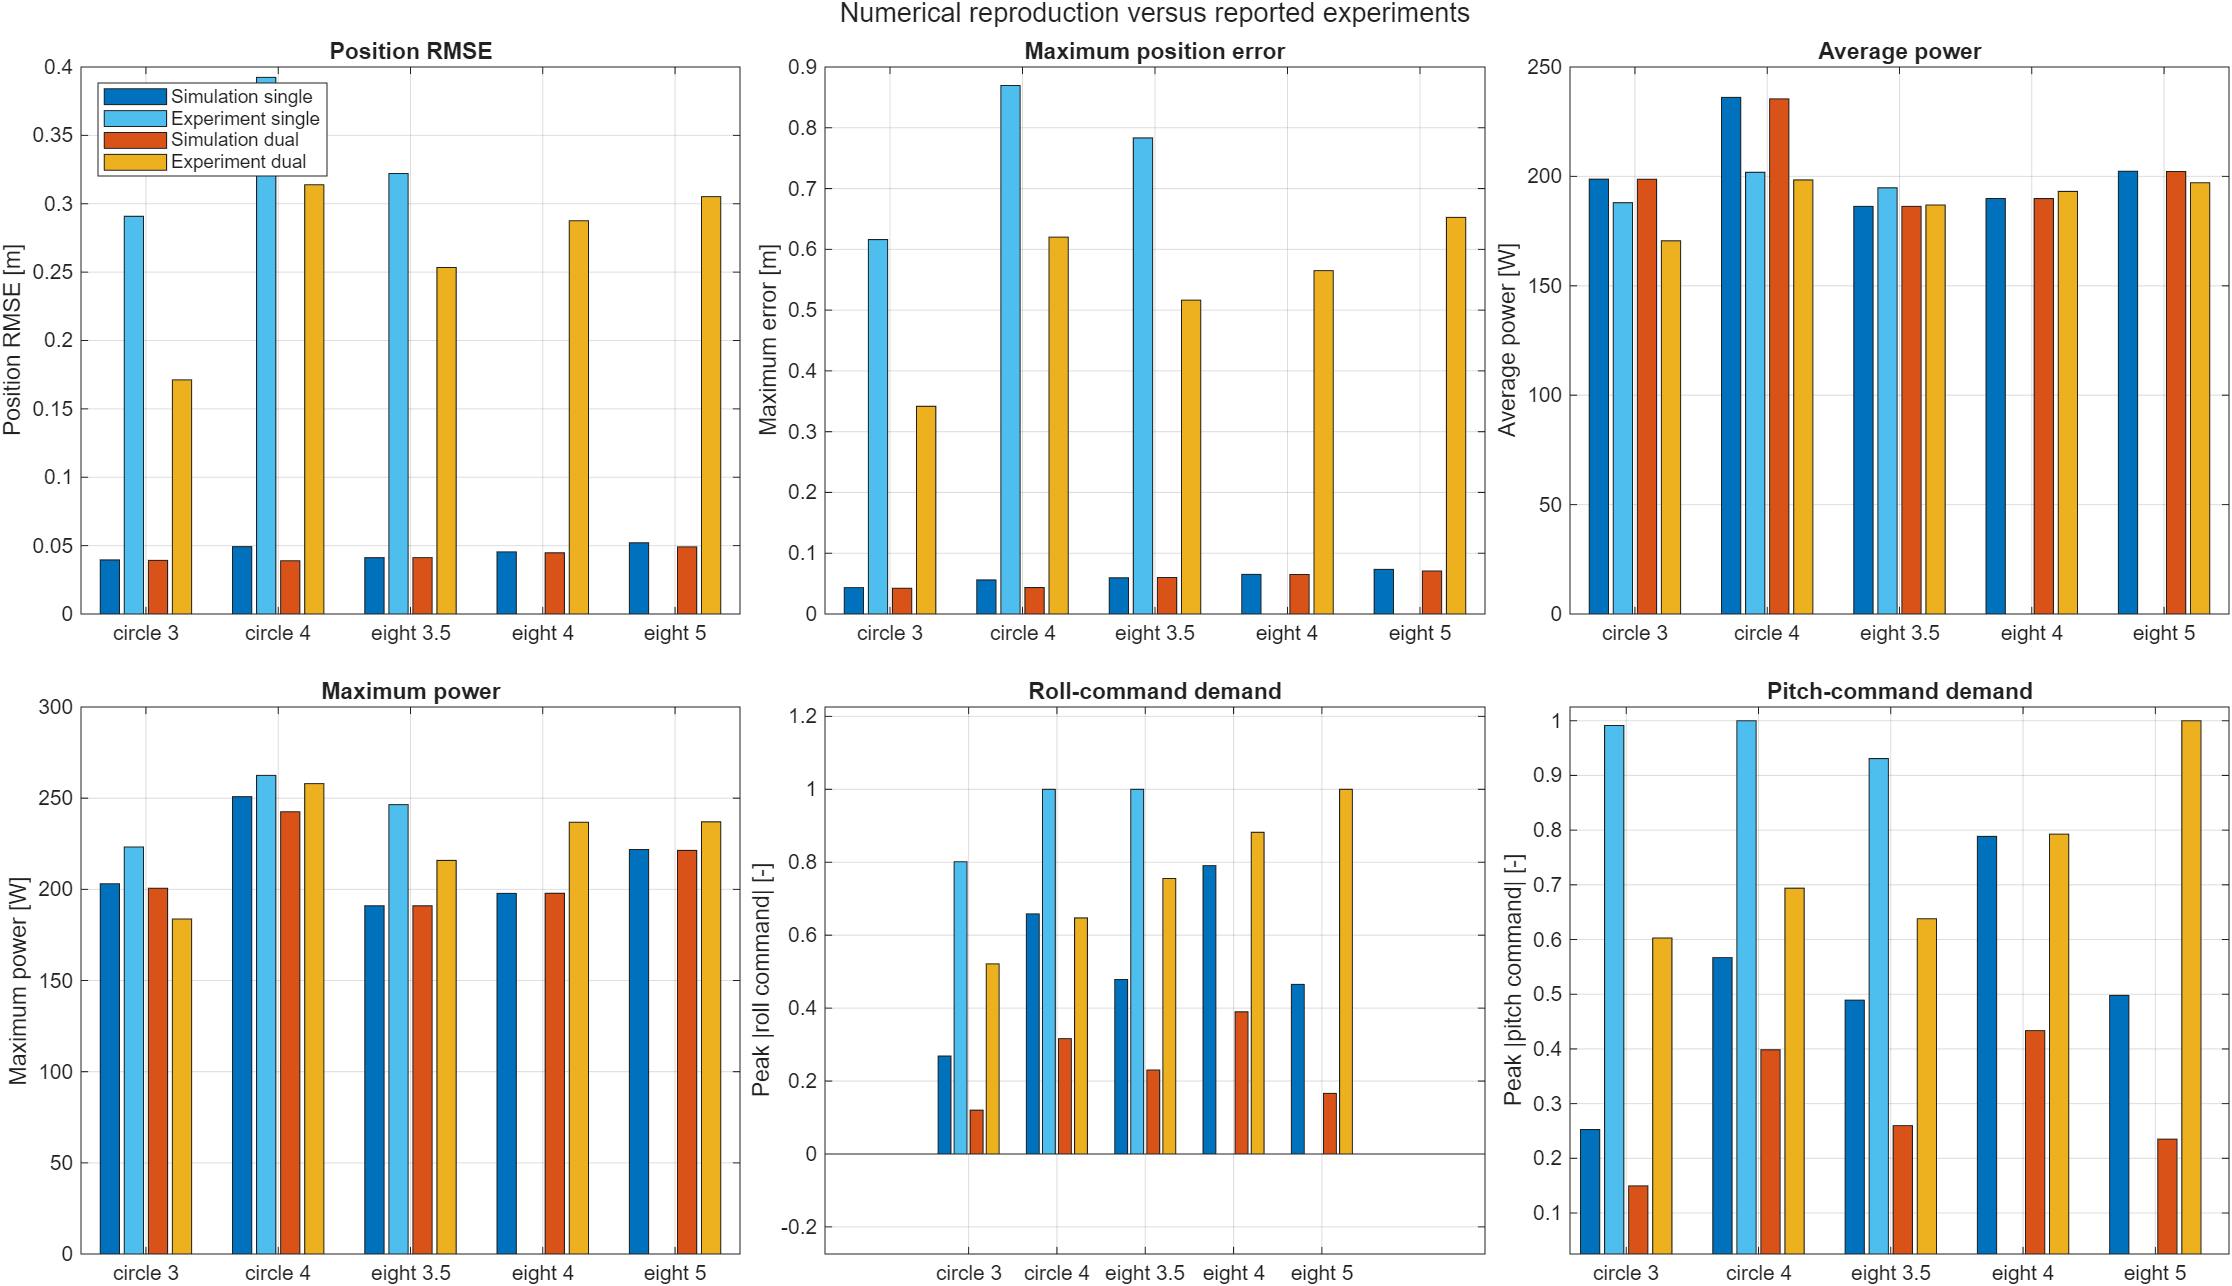 Numerical reproduction versus reported experiments
Position RMSE
Position RMSE [m]
0.4
0.35
0.3
0.25
0.2
0.15
0.1
0.05
0
Simulation single
Experiment single
Simulation dual
Experiment dual
circle 3
circle 4
eight 3.5
eight 4
eight 5
Maximum position error
Maximum error [m]
0.9
0.8
0.7
0.6
0.5
0.4
0.3
0.2
0.1
0
circle 3
circle 4
eight 3.5
eight 4
eight 5
Average power
Average power [W]
250
200
150
100
50
0
circle 3
circle 4
eight 3.5
eight 4
eight 5
Maximum power
Maximum power [W]
300
250
200
150
100
50
0
circle 3
circle 4
eight 3.5
eight 4
eight 5
Roll-command demand
Peak |roll command| [-]
1.2
1
0.8
0.6
0.4
0.2
0
-0.2
circle 3
circle 4
eight 3.5
eight 4
eight 5
Pitch-command demand
Peak |pitch command| [-]
1
0.9
0.8
0.7
0.6
0.5
0.4
0.3
0.2
0.1
circle 3
circle 4
eight 3.5
eight 4
eight 5